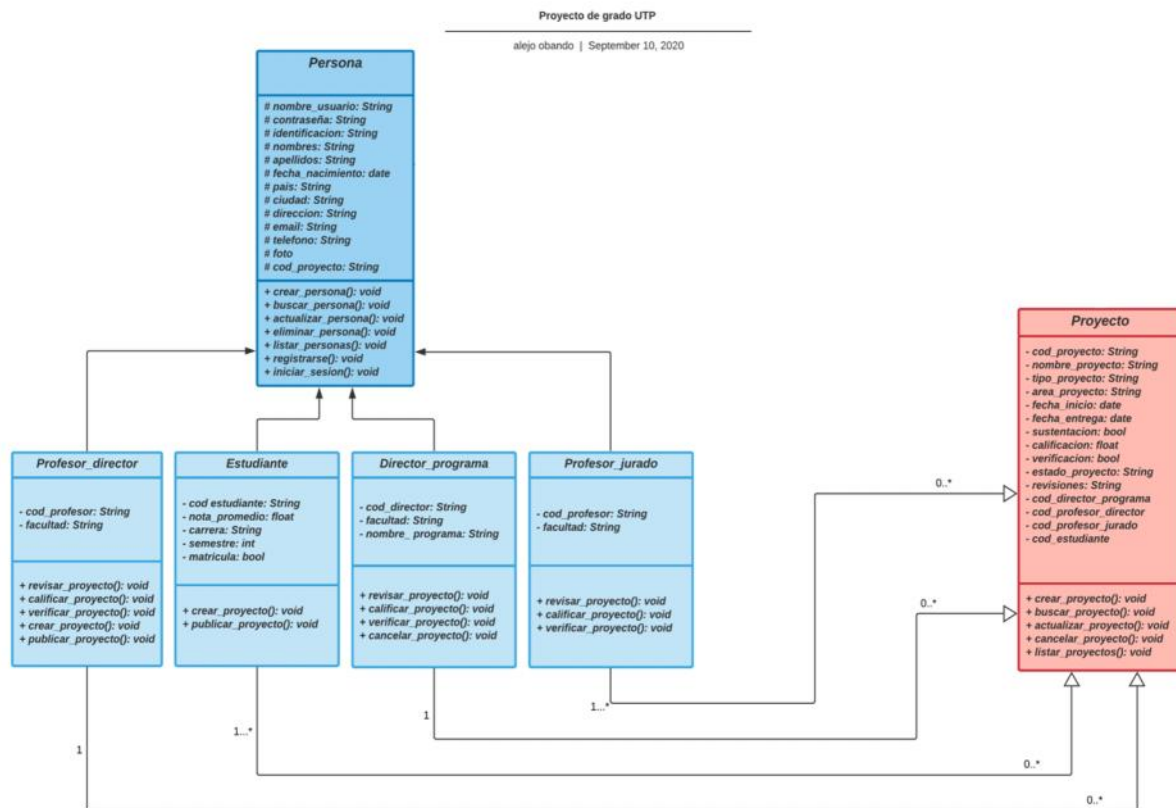 Proyecto de grado UTP
alejo obando | September 10, 2020
Persona
# nombre_usuario: String
# contraseña: String
# identificacion: String
# nombres: String
# apellidos: String
# fecha_nacimiento: date
# pais: String
# ciudad: String
# direccion: String
# email: String
# telefono: String
# foto
# cod_proyecto: String
+ crear_persona(): void
+ buscar_persona(): void
+ actualizar_persona(): void
+ eliminar_persona(): void
+ listar_personas(): void
+ registrarse(): void
+ iniciar_sesion(): void
Profesor_director
- cod_profesor: String
- facultad: String
+ revisar_proyecto(): void
+ calificar_proyecto(): void
+ verificar_proyecto(): void
+ crear_proyecto(): void
+ publicar_proyecto(): void
Estudiante
- cod estudiante: String
- nota_promedio: float
- carrera: String
- semestre: int
- matricula: bool
+ crear_proyecto(): void
+ publicar_proyecto(): void
Director_programa
- cod_director: String
- facultad: String
- nombre_ programa: String
+ revisar_proyecto(): void
+ calificar_proyecto(): void
+ verificar_proyecto(): void
+ cancelar_proyecto(): void
Profesor_jurado
- cod_profesor: String
- facultad: String
+ revisar_proyecto(): void
+ calificar_proyecto(): void
+ verificar_proyecto(): void
Proyecto
- cod_proyecto: String
- nombre_proyecto: String
- tipo_proyecto: String
- area_proyecto: String
- fecha_inicio: date
- fecha_entrega: date
- sustentacion: bool
- calificacion: float
- verificacion: bool
- estado_proyecto: String
- revisiones: String
- cod_director_programa
- cod_profesor_director
- cod_profesor_jurado
- cod_estudiante
+ crear_proyecto(): void
+ buscar_proyecto(): void
+ actualizar_proyecto(): void
+ cancelar_proyecto(): void
+ listar_proyectos(): void
0..*
0..*
1
1...*
1
1...*
0..*
0..*